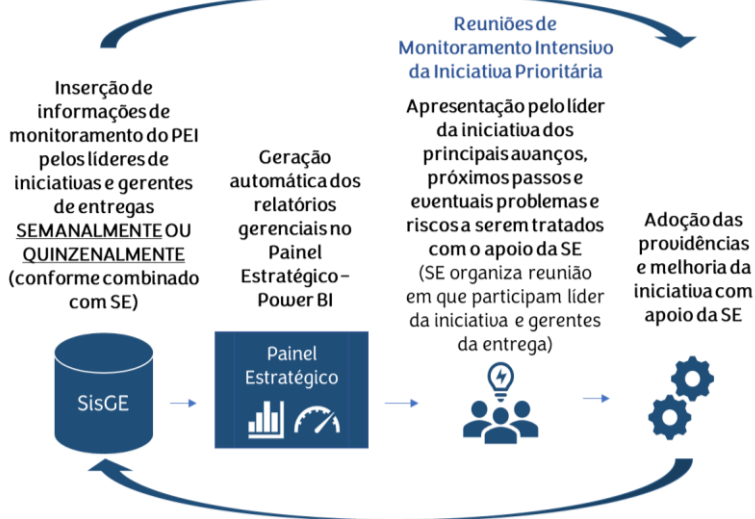 Inserção de
informações de
monitoramento do PEI
pelos líderes de
iniciativas e gerentes
de entregas
SEMANALMENTE OU
QUINZENALMENTE
(conforme combinado
com SE)
SisGE
Geração
automática dos
relatórios
gerenciais no
Painel
Estratégico –
Power BI
Painel
Estratégico
Reuniões de
Monitoramento Intensivo
da Iniciativa Prioritária
Apresentação pelo líder
da iniciativa dos
principais avanços,
próximos passos e
eventuais problemas e
riscos a serem tratados
com o apoio da SE
(SE organiza reunião
em que participam líder
da iniciativa e gerentes
da entrega)
Adoção das
providências
e melhoria da
iniciativa com
apoio da SE